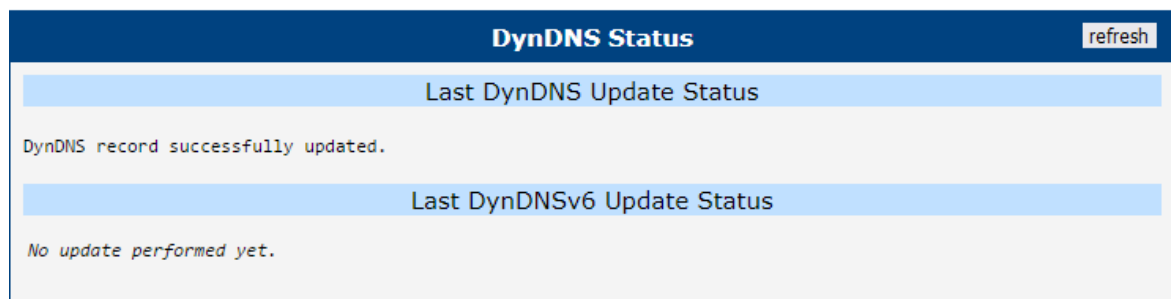 DynDNS Status
refresh
Last DynDNS Update Status
DynDNS record successfully updated.
Last DynDNSv6 Update Status
No update performed yet.